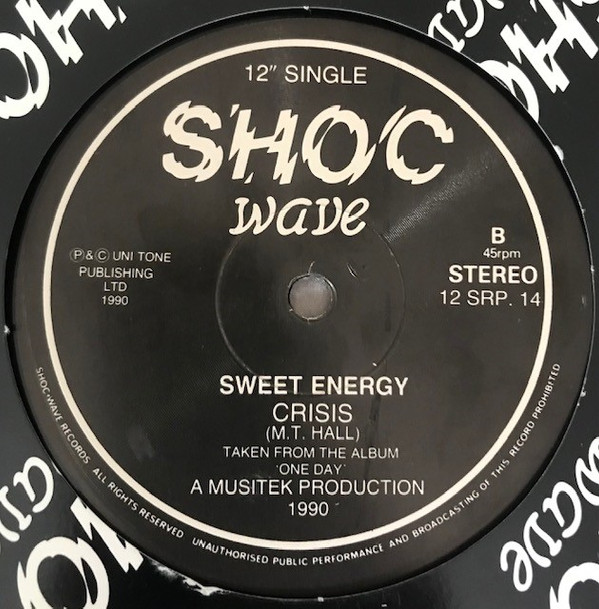 12" SINGLE
SHOC
wave
Ⓟ&Ⓒ UNI TONE
PUBLISHING
LTD
1990
B
45rpm
STEREO
12 SRP. 14
SWEET ENERGY
CRISIS
(M.T. HALL)
TAKEN FROM THE ALBUM
'ONE DAY'
A MUSITEK PRODUCTION
1990
SHOC-WAVE RECORDS ALL RIGHTS RESERVED UNAUTHORISED PUBLIC PERFORMANCE AND BROADCASTING OF THIS RECORD PROHIBITED
wave